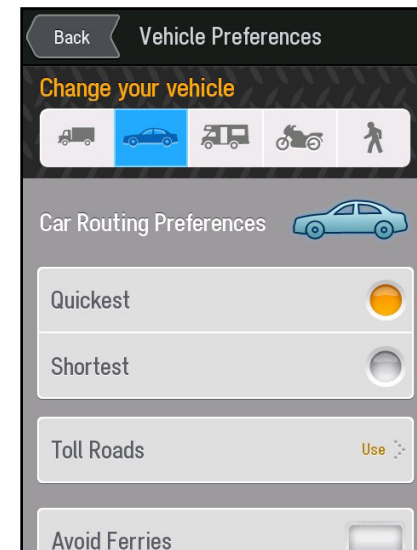 Back
Vehicle Preferences
Change your vehicle
Car Routing Preferences
Quickest
Shortest
Toll Roads
Use
Avoid Ferries